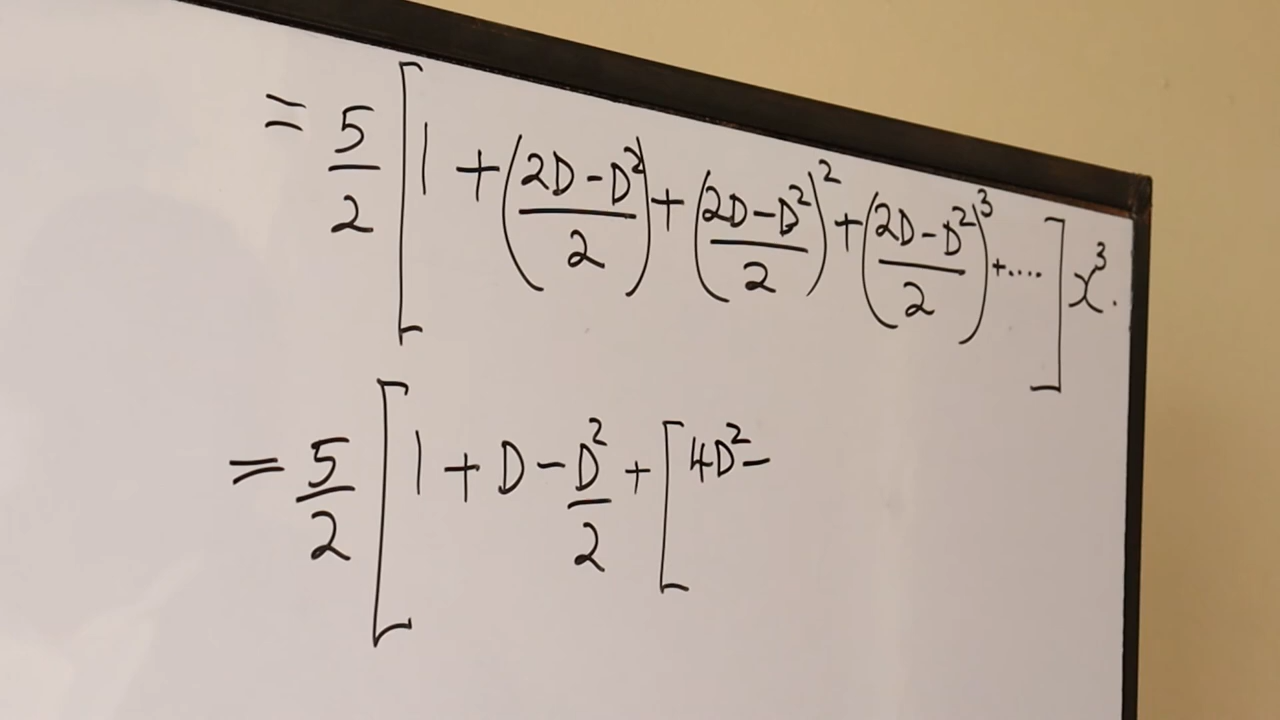 = 5/2 [1 + (2D-D²/2) + (2D-D²/2)² + (2D-D²/2)³ + ....] x³.
= 5/2 [1 + D - D²/2 + [4D² -